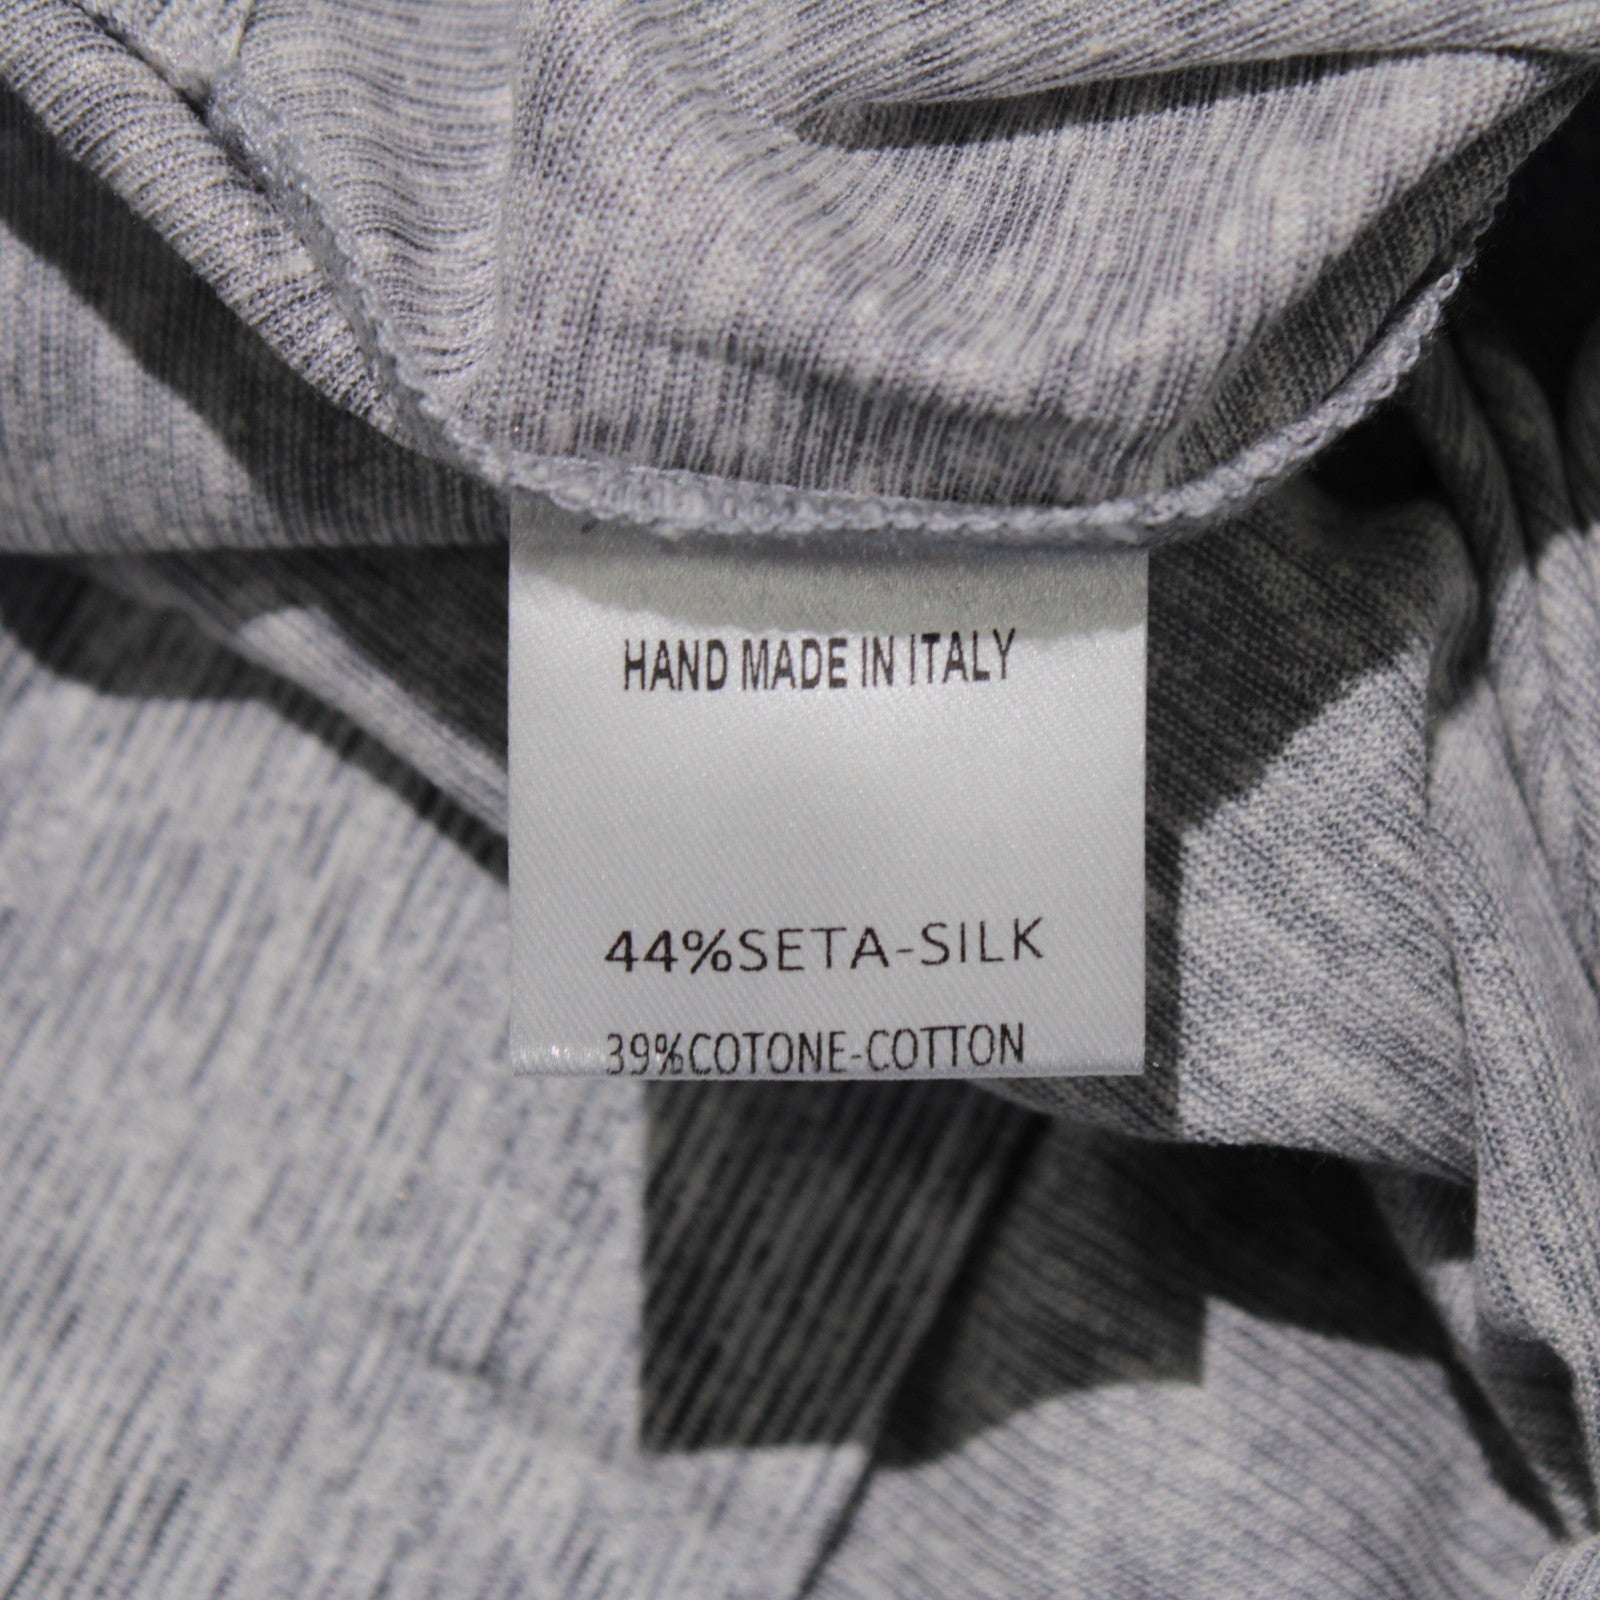 HAND MADE IN ITALY
44%SETA-SILK
39%COTONE-COTTON